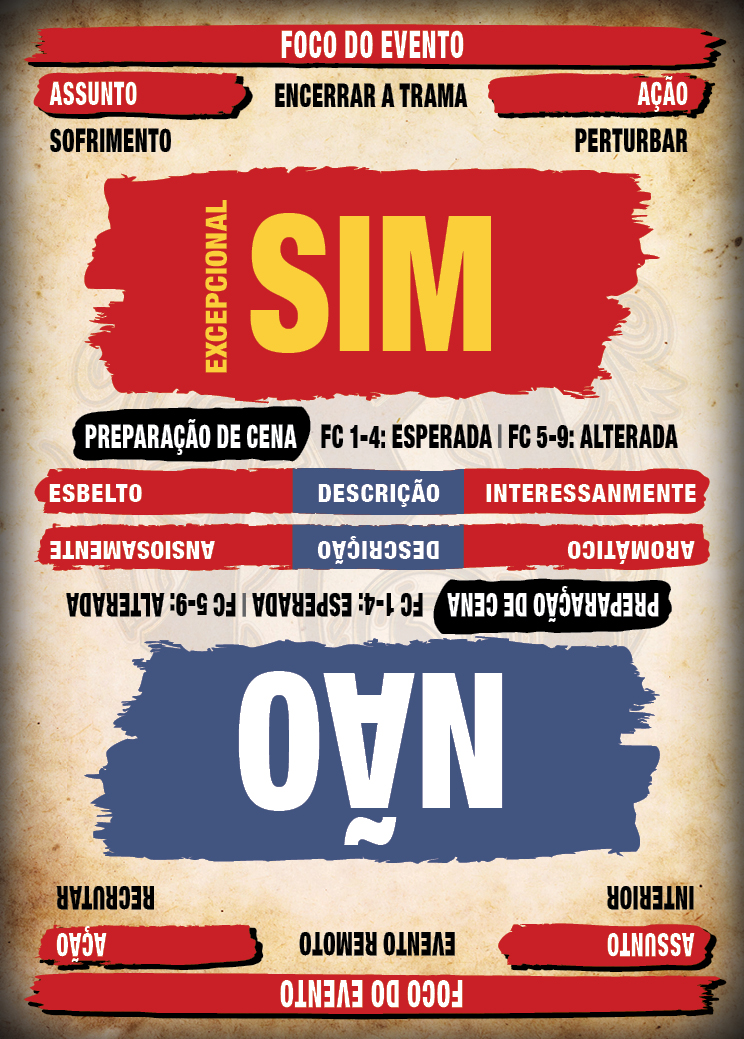 FOCO DO EVENTO
ASSUNTO ENCERRAR A TRAMA AÇÃO
SOFRIMENTO PERTURBAR
EXCEPCIONAL SIM
PREPARAÇÃO DE CENA FC 1-4: ESPERADA | FC 5-9: ALTERADA
ESBELTO DESCRIÇÃO INTERESSANMENTE
AROMÁTICO DESCRIÇÃO ANSIOSAMENTE
PREPARAÇÃO DE CENA FC 1-4: ESPERADA | FC 5-9: ALTERADA
NÃO
INTERIOR RECRUTAR
ASSUNTO EVENTO REMOTO AÇÃO
FOCO DO EVENTO